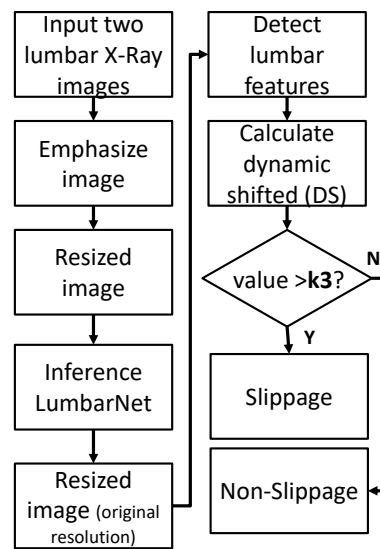 Input two
lumbar X-Ray
images
Emphasize
image
Resized
image
Inference
LumbarNet
Resized
image (original
resolution)
Detect
lumbar
features
Calculate
dynamic
shifted (DS)
value >k3?
N
Y
Slippage
Non-Slippage